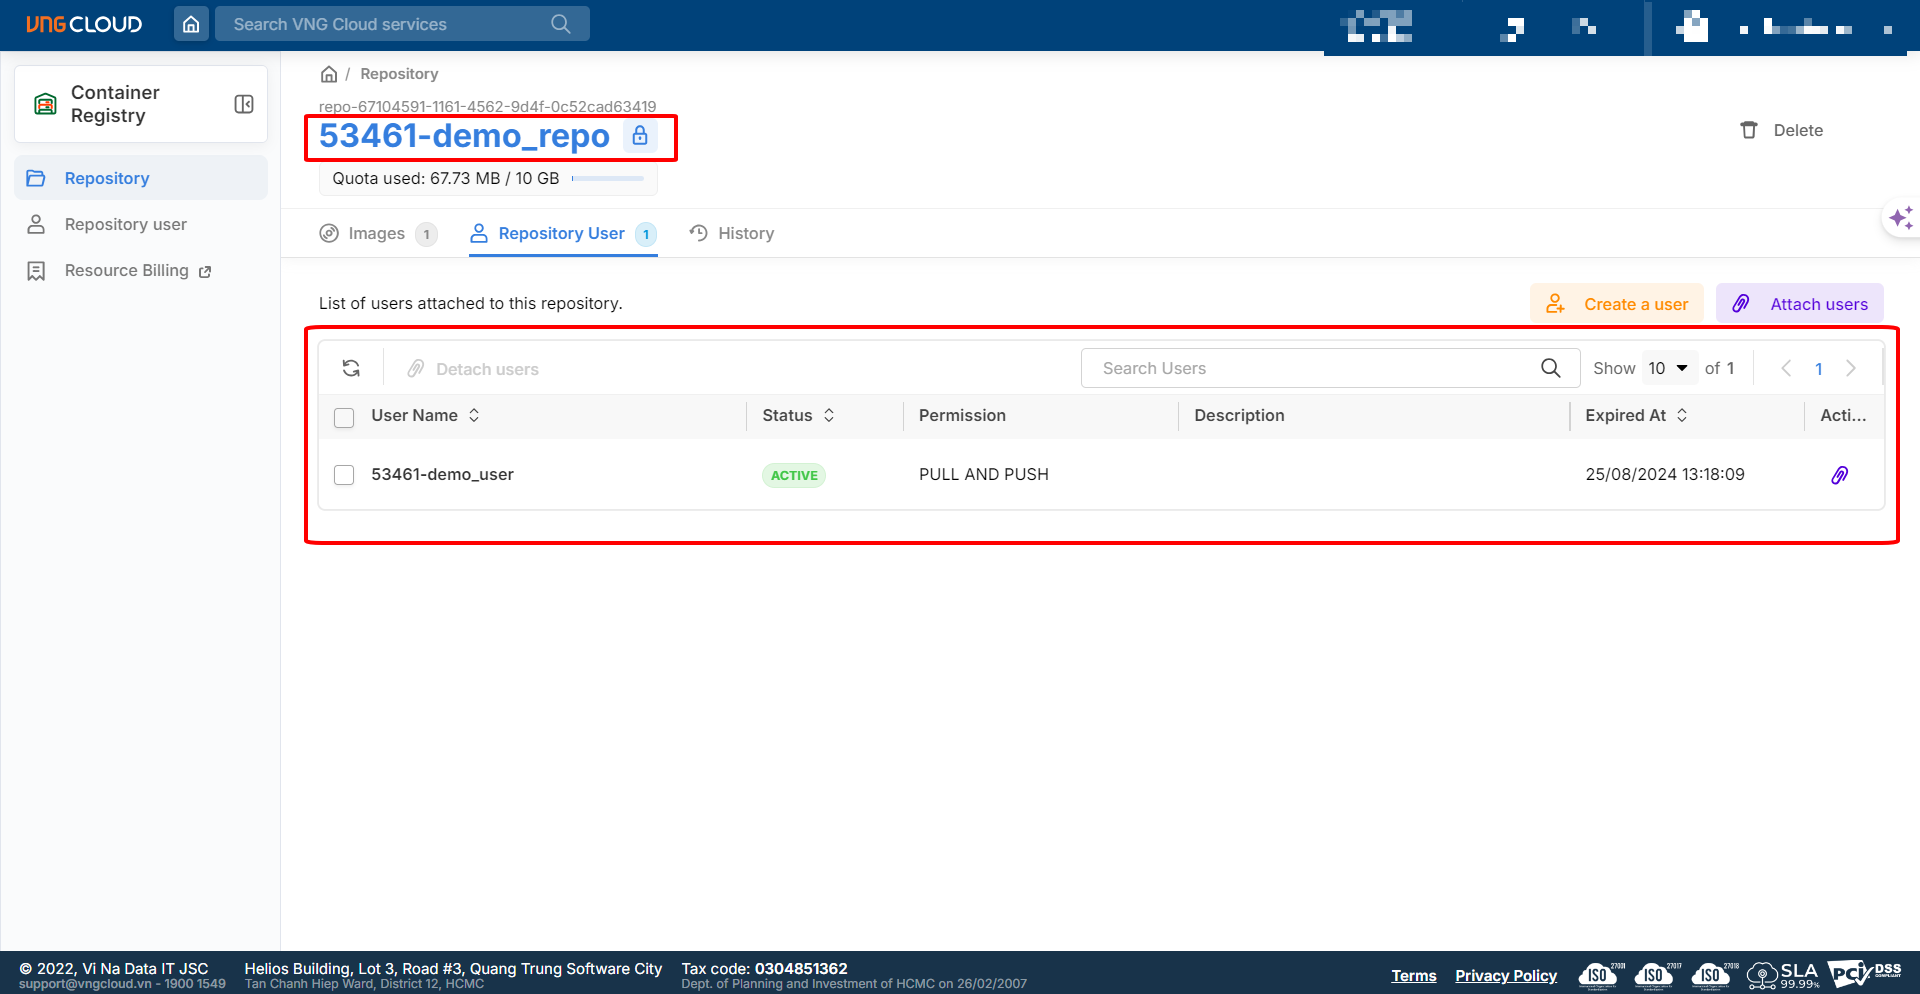 VNG CLOUD
Search VNG Cloud services
Container Registry
Repository
Repository user
Resource Billing
/ Repository
repo-67104591-1161-4562-9d4f-0c52cad63419
53461-demo_repo
Quota used: 67.73 MB / 10 GB
Delete
Images 1
Repository User 1
History
List of users attached to this repository.
Create a user
Attach users
Detach users
Search Users
Show 10 of 1
1
User Name
Status
Permission
Description
Expired At
Acti...
53461-demo_user
ACTIVE
PULL AND PUSH
25/08/2024 13:18:09
© 2022, Vi Na Data IT JSC
support@vngcloud.vn - 1900 1549
Helios Building, Lot 3, Road #3, Quang Trung Software City
Tan Chanh Hiep Ward, District 12, HCMC
Tax code: 0304851362
Dept. of Planning and Investment of HCMC on 26/02/2007
Terms
Privacy Policy
ISO 27001
ISO 27017
ISO 27018
SLA
99.99%
PCI DSS
COMPLIANT